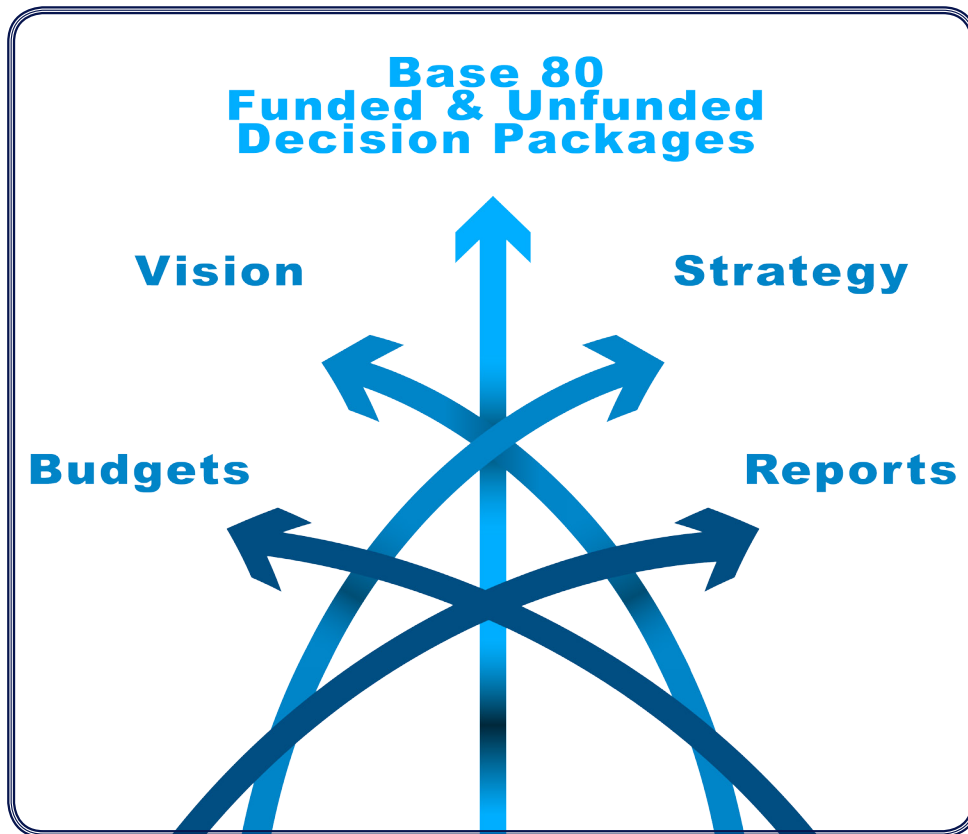 Base 80
Funded & Unfunded
Decision Packages
Vision
Strategy
Budgets
Reports